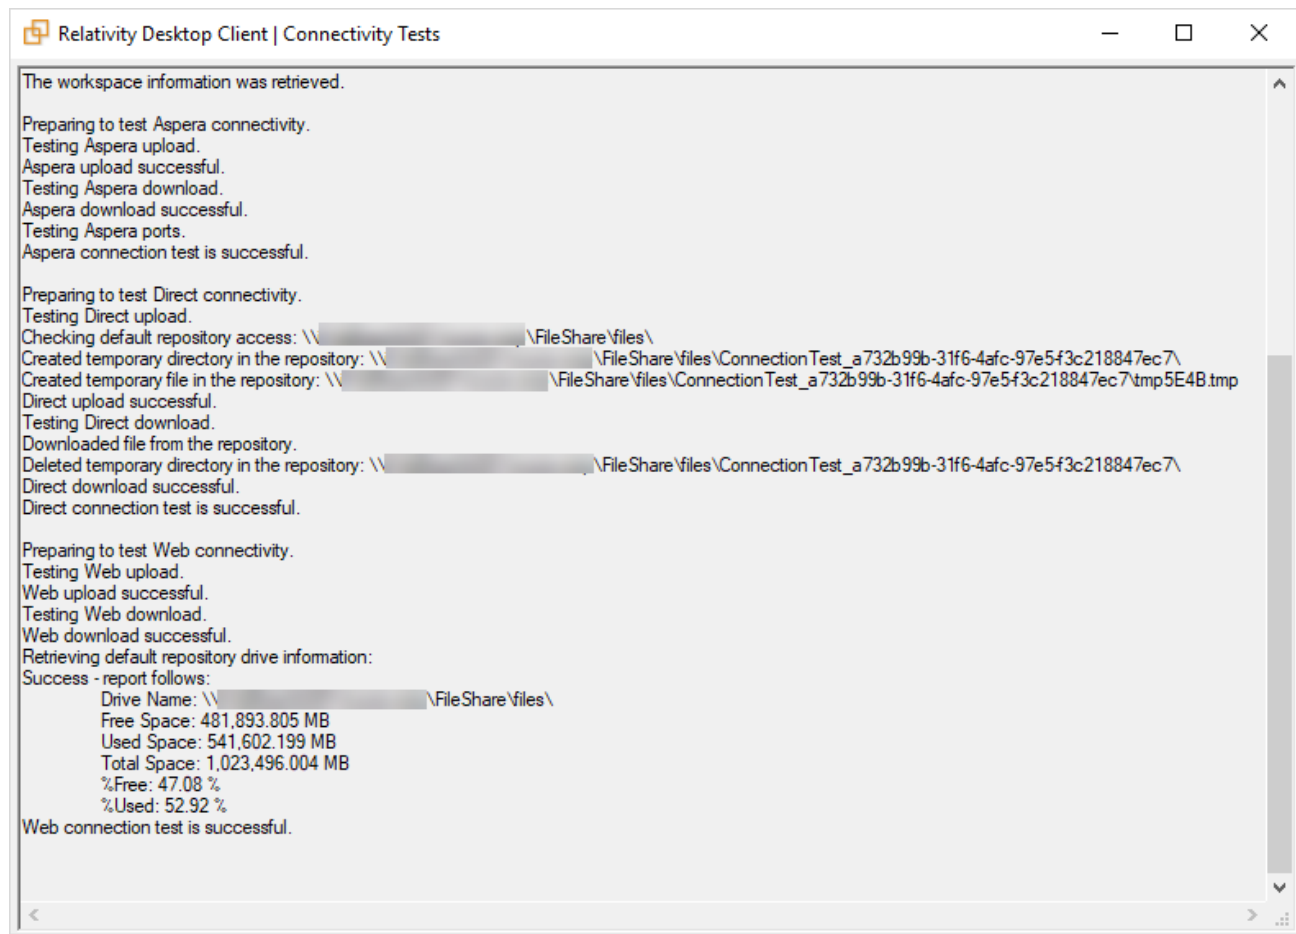 Relativity Desktop Client | Connectivity Tests
The workspace information was retrieved.
Preparing to test Aspera connectivity.
Testing Aspera upload.
Aspera upload successful.
Testing Aspera download.
Aspera download successful.
Testing Aspera ports.
Aspera connection test is successful.
Preparing to test Direct connectivity.
Testing Direct upload.
Checking default repository access: \\ \FileShare\files\
Created temporary directory in the repository: \\ \FileShare\files\ConnectionTest_a732b99b-31f6-4afc-97e5-f3c218847ec7\
Created temporary file in the repository: \\ \FileShare\files\ConnectionTest_a732b99b-31f6-4afc-97e5-f3c218847ec7\tmp5E4B.tmp
Direct upload successful.
Testing Direct download.
Downloaded file from the repository.
Deleted temporary directory in the repository: \\ \FileShare\files\ConnectionTest_a732b99b-31f6-4afc-97e5-f3c218847ec7\
Direct download successful.
Direct connection test is successful.
Preparing to test Web connectivity.
Testing Web upload.
Web upload successful.
Testing Web download.
Web download successful.
Retrieving default repository drive information:
Success - report follows:
Drive Name: \\ \FileShare\files\
Free Space: 481,893.805 MB
Used Space: 541,602.199 MB
Total Space: 1,023,496.004 MB
%Free: 47.08 %
%Used: 52.92 %
Web connection test is successful.